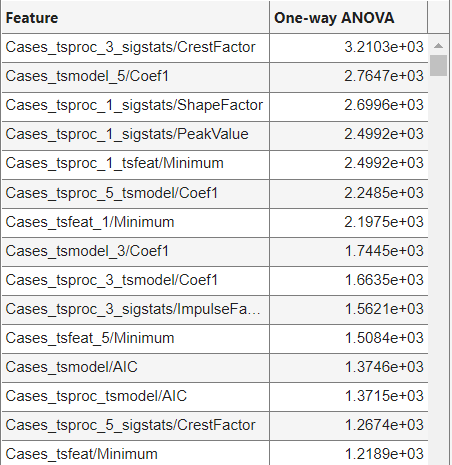 Feature One-way ANOVA
Cases_tsproc_3_sigstats/CrestFactor 3.2103e+03
Cases_tsmodel_5/Coef1 2.7647e+03
Cases_tsproc_1_sigstats/ShapeFactor 2.6996e+03
Cases_tsproc_1_sigstats/PeakValue 2.4992e+03
Cases_tsproc_1_tsfeat/Minimum 2.4992e+03
Cases_tsproc_5_tsmodel/Coef1 2.2485e+03
Cases_tsfeat_1/Minimum 2.1975e+03
Cases_tsmodel_3/Coef1 1.7445e+03
Cases_tsproc_3_tsmodel/Coef1 1.6635e+03
Cases_tsproc_3_sigstats/ImpulseFa... 1.5621e+03
Cases_tsfeat_5/Minimum 1.5084e+03
Cases_tsmodel/AIC 1.3746e+03
Cases_tsproc_tsmodel/AIC 1.3715e+03
Cases_tsproc_5_sigstats/CrestFactor 1.2674e+03
Cases_tsfeat/Minimum 1.2189e+03